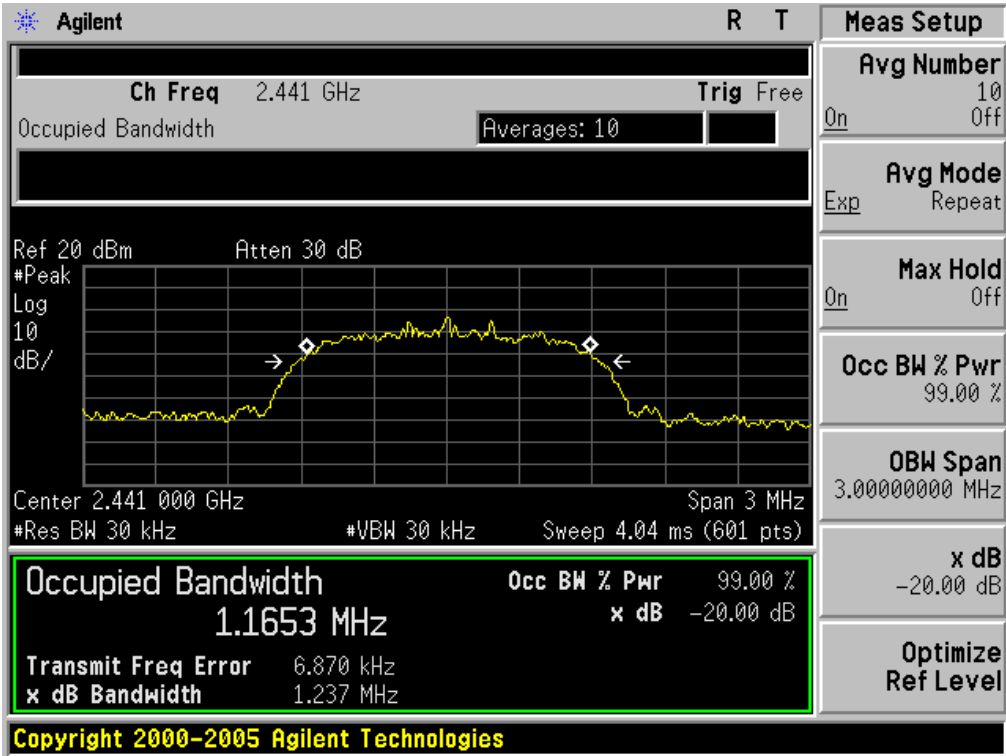 Agilent R T
Ch Freq 2.441 GHz Trig Free
Occupied Bandwidth Averages: 10
Ref 20 dBm Atten 30 dB
#Peak
Log
10
dB/
Center 2.441 000 GHz Span 3 MHz
#Res BW 30 kHz #VBW 30 kHz Sweep 4.04 ms (601 pts)
Occupied Bandwidth Occ BW % Pwr 99.00 %
1.1653 MHz x dB -20.00 dB
Transmit Freq Error 6.870 kHz
x dB Bandwidth 1.237 MHz
Copyright 2000-2005 Agilent Technologies
Meas Setup
Avg Number
10
On Off
Avg Mode
Exp Repeat
Max Hold
On Off
Occ BW % Pwr
99.00 %
OBW Span
3.00000000 MHz
x dB
-20.00 dB
Optimize
Ref Level